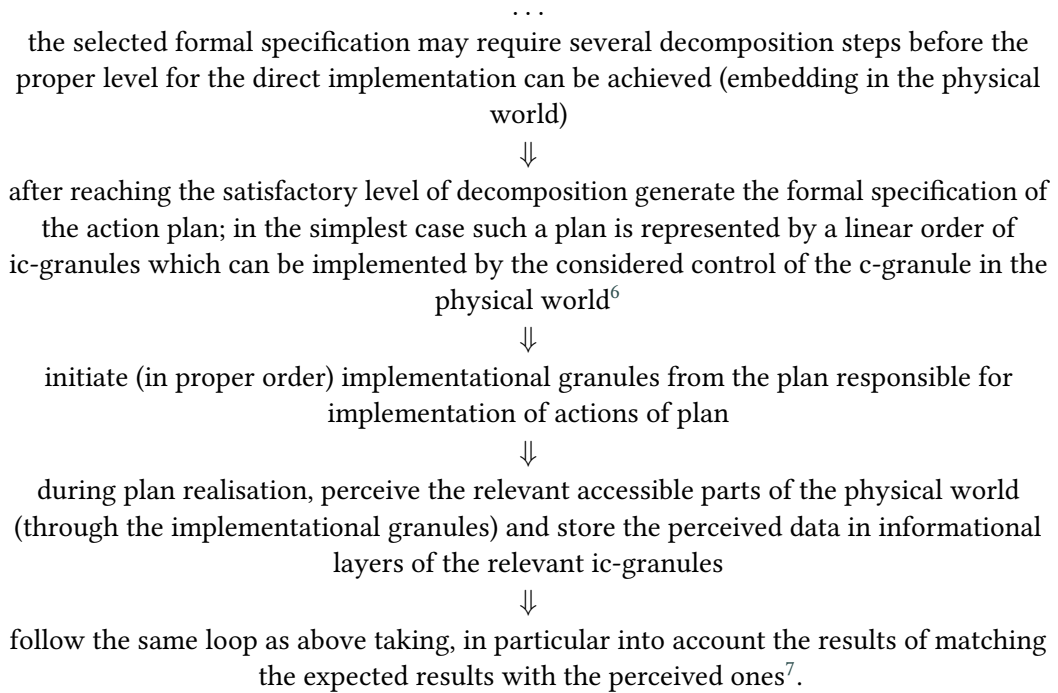 ...
the selected formal specification may require several decomposition steps before the
proper level for the direct implementation can be achieved (embedding in the physical
world)
⇓
after reaching the satisfactory level of decomposition generate the formal specification of
the action plan; in the simplest case such a plan is represented by a linear order of
ic-granules which can be implemented by the considered control of the c-granule in the
physical world⁶
⇓
initiate (in proper order) implementational granules from the plan responsible for
implementation of actions of plan
⇓
during plan realisation, perceive the relevant accessible parts of the physical world
(through the implementational granules) and store the perceived data in informational
layers of the relevant ic-granules
⇓
follow the same loop as above taking, in particular into account the results of matching
the expected results with the perceived ones⁷.